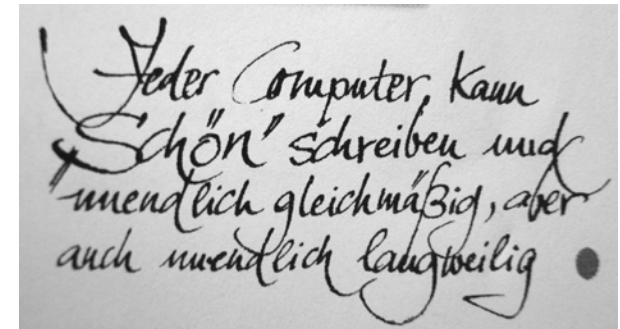 Jeder Computer kann
"Schön" schreiben und
unendlich gleichmäßig, aber
auch unendlich langweilig